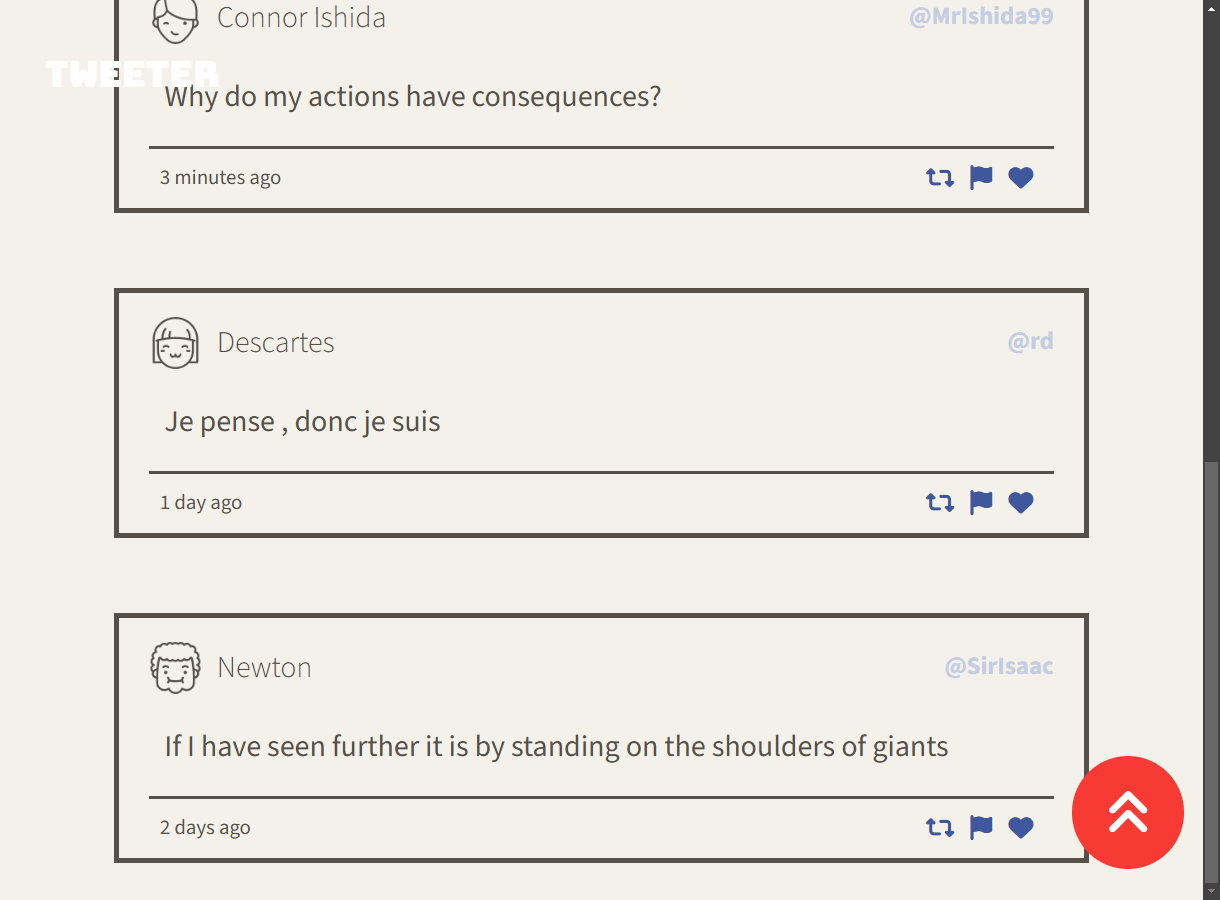 Connor Ishida @MrIshida99
TWEETER
Why do my actions have consequences?
3 minutes ago
Descartes @rd
Je pense , donc je suis
1 day ago
Newton @SirIsaac
If I have seen further it is by standing on the shoulders of giants
2 days ago